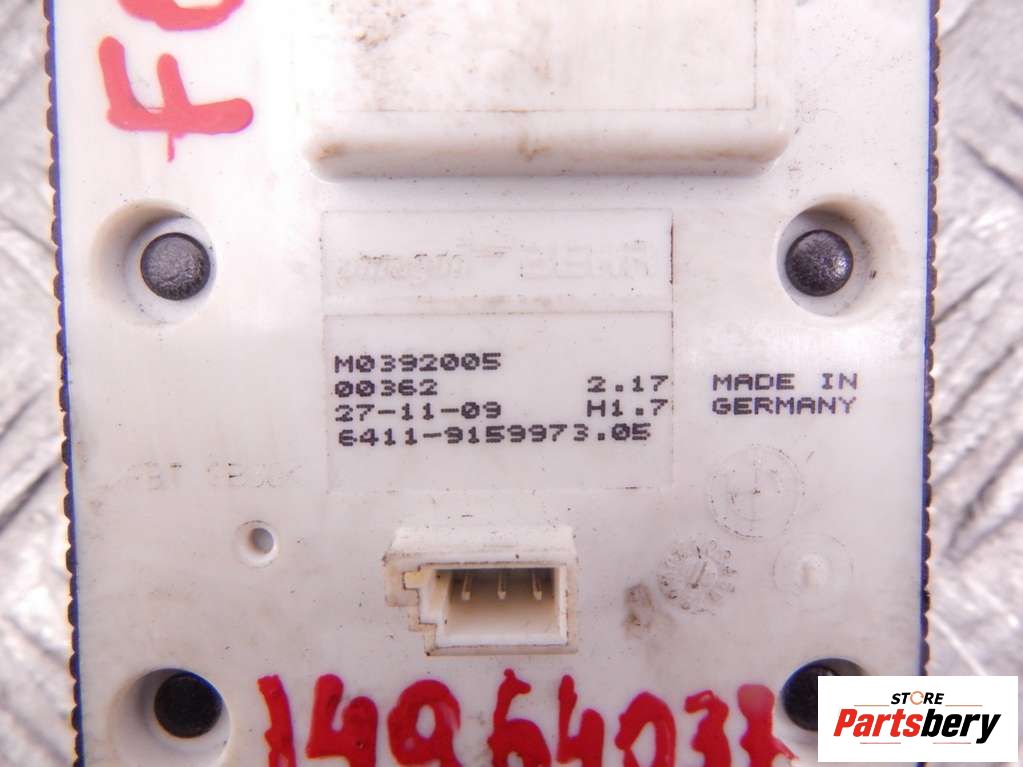 M0392005
00362 2.17
27-11-09 H1.7
6411-9159973.05
MADE IN
GERMANY
STORE
Partsbery